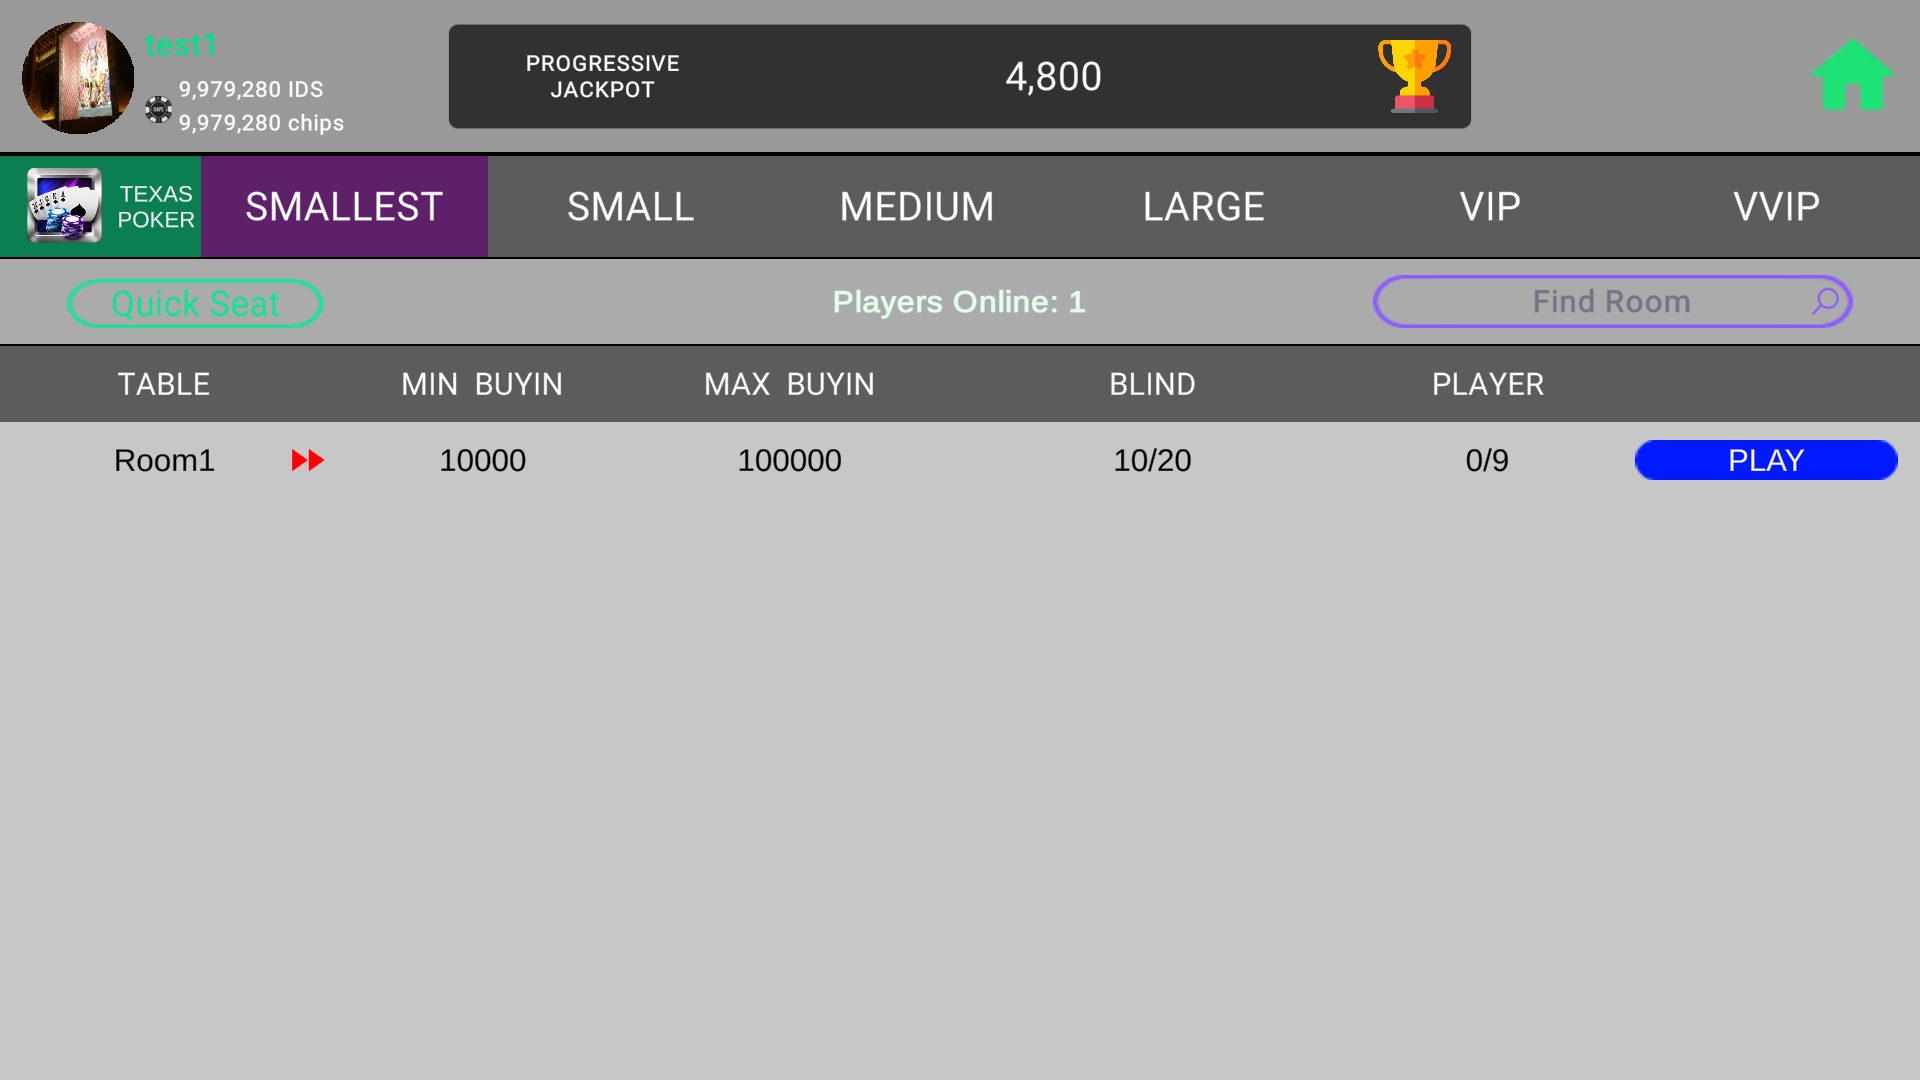 test1
9,979,280 IDS
9,979,280 chips
PROGRESSIVE
JACKPOT
4,800
TEXAS
POKER
SMALLEST
SMALL
MEDIUM
LARGE
VIP
VVIP
Quick Seat
Players Online: 1
Find Room
TABLE
MIN BUYIN
MAX BUYIN
BLIND
PLAYER
Room1
10000
100000
10/20
0/9
PLAY